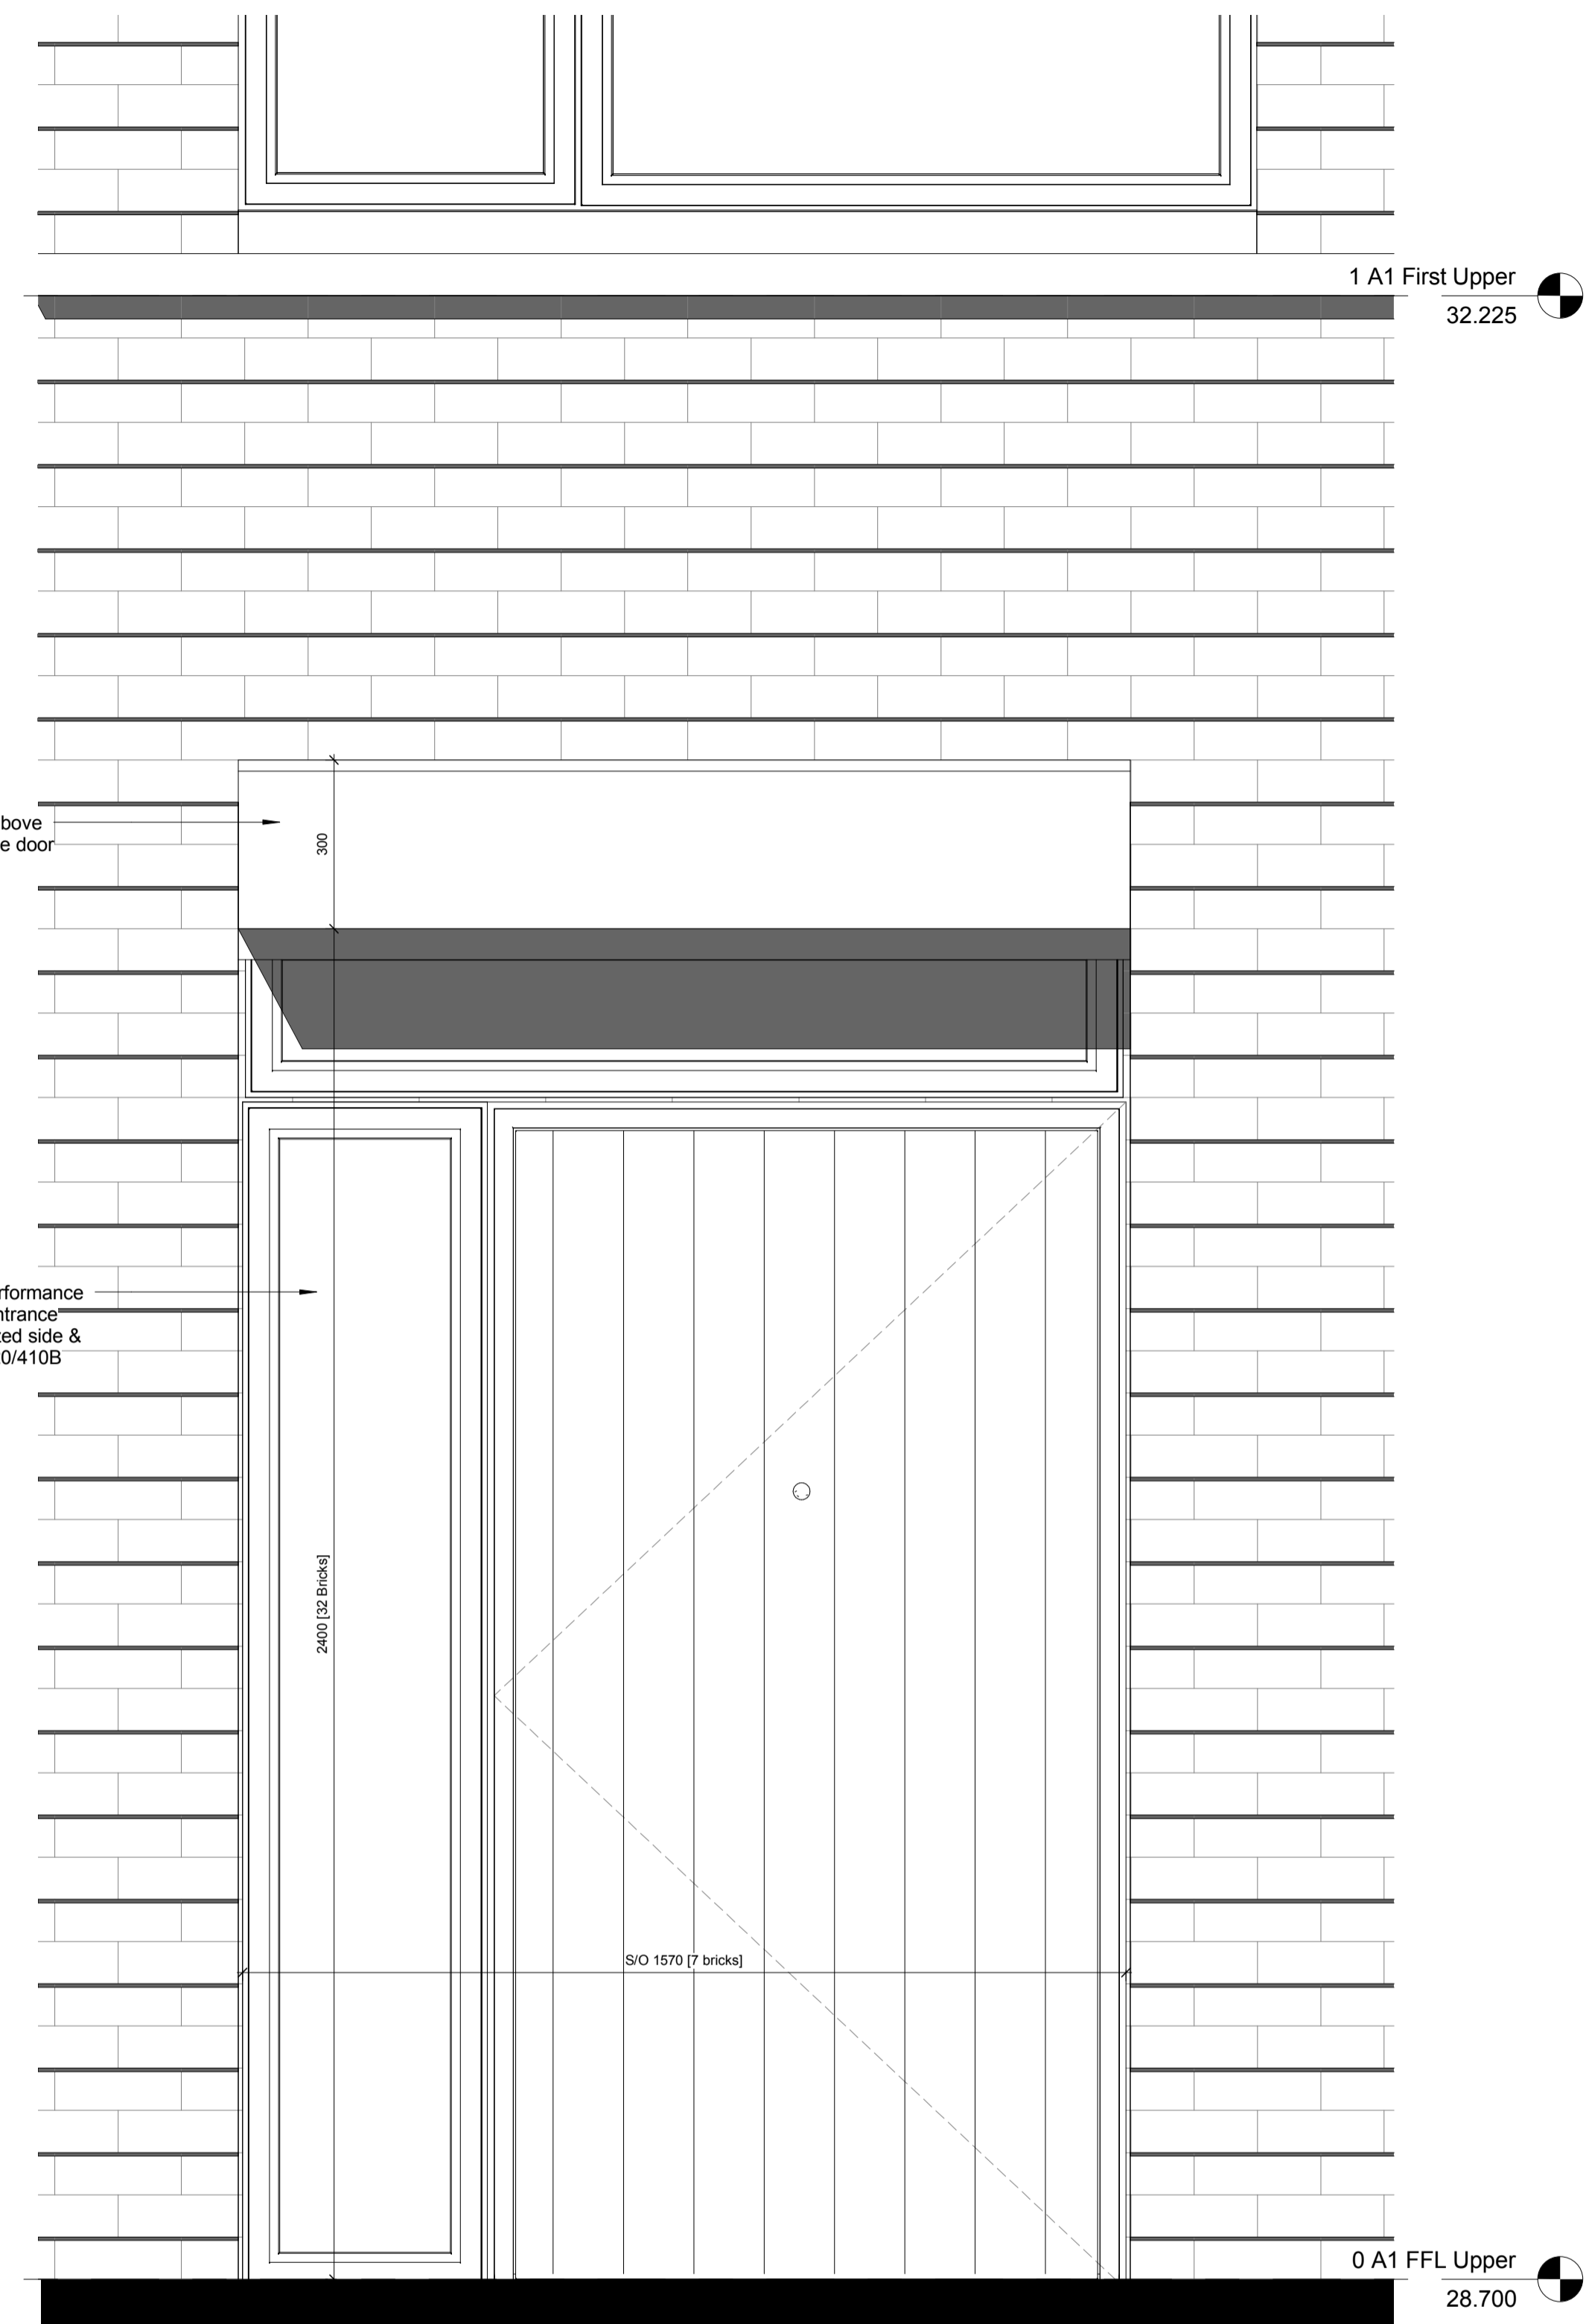 1 A1 First Upper
32.225
bove
e door
300
rformance
ntrance
ed side &
0/410B
2400 [32 Bricks]
S/O 1570 [7 bricks]
0 A1 FFL Upper
28.700